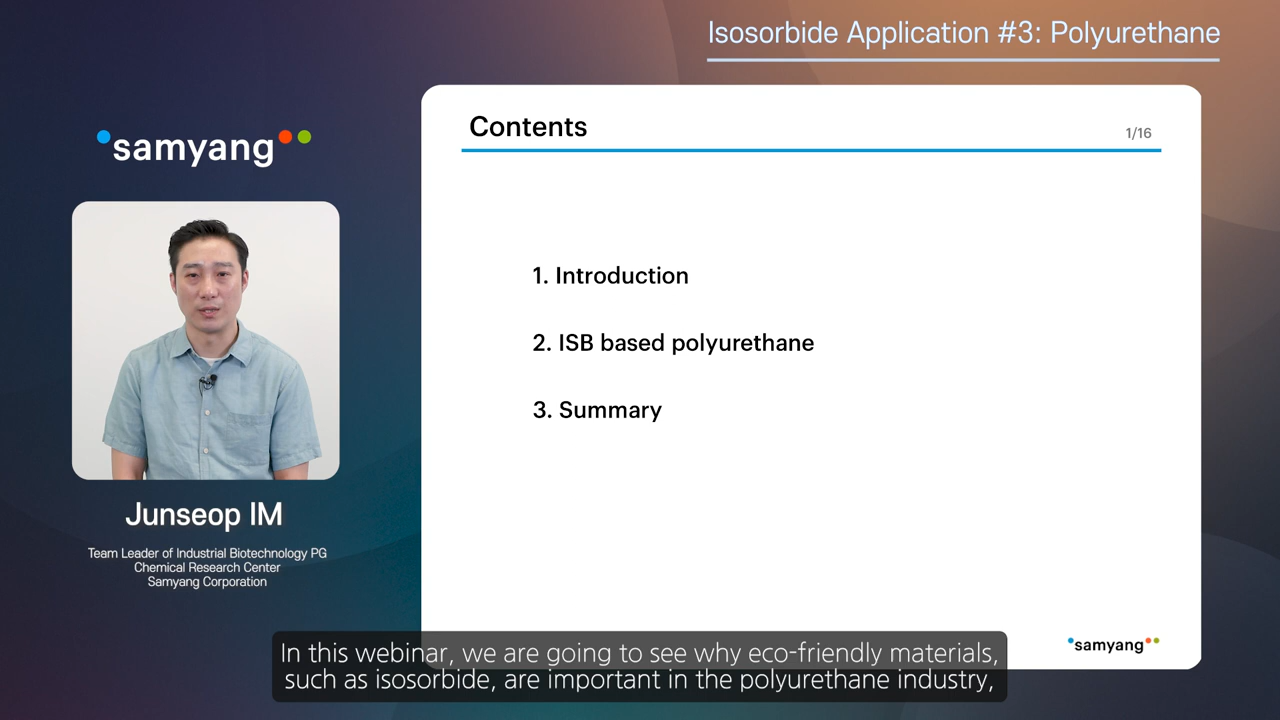 Isosorbide Application #3: Polyurethane
samyang
Junseop IM
Team Leader of Industrial Biotechnology PG
Chemical Research Center
Samyang Corporation
Contents
1/16
1. Introduction
2. ISB based polyurethane
3. Summary
samyang
In this webinar, we are going to see why eco-friendly materials,
such as isosorbide, are important in the polyurethane industry,